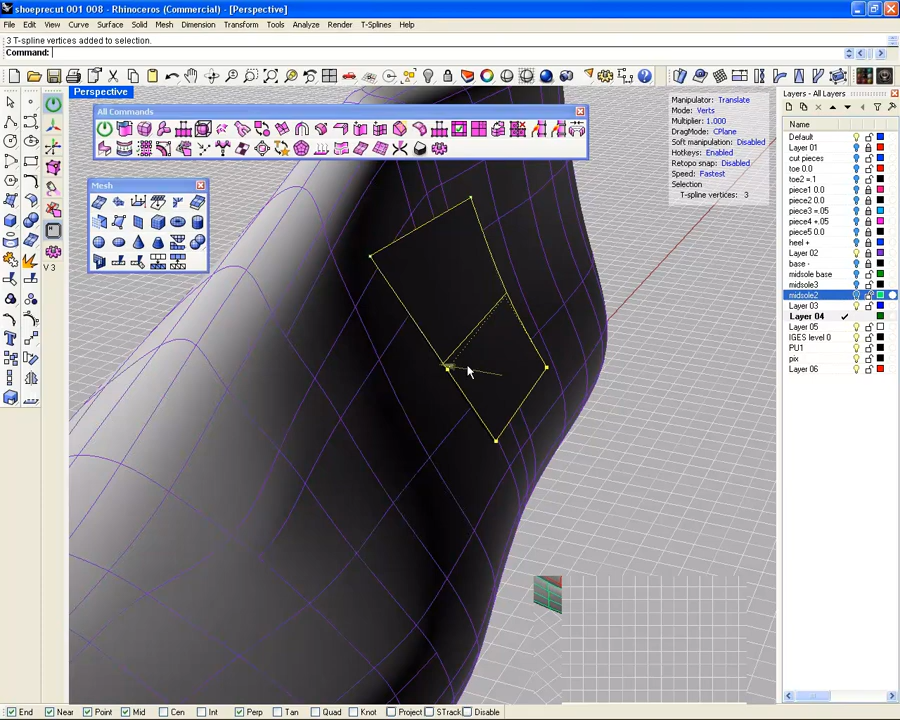 shoeprecut 001 008 - Rhinoceros (Commercial) - [Perspective]
File Edit View Curve Surface Solid Mesh Dimension Transform Tools Analyze Render T-Splines Help
3 T-spline vertices added to selection.
Command:
Perspective
All Commands
Mesh
V 3
Manipulator: Translate
Mode: Verts
Multiplier: 1.000
DragMode: CPlane
Soft manipulation: Disabled
Hotkeys: Enabled
Retopo snap: Disabled
Speed: Fastest
Selection
T-spline vertices: 3
Layers - All Layers
Name
Default
Layer 01
cut pieces
toe 0.0
toe2 =.1
piece1 0.0
piece2 0.0
piece3 =.05
piece4 +.05
piece5 0.0
heel +
Layer 02
base -
midsole base
midsole3
midsole2
Layer 03
Layer 04
Layer 05
IGES level 0
PU1
pix
Layer 06
End Near Point Mid Cen Int Perp Tan Quad Knot Project STrack Disable